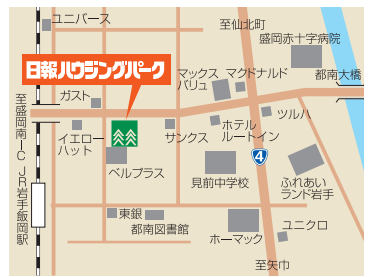 ユニバース
至仙北町
盛岡赤十字病院
日報ハウジングパーク
マックス
バリュ
マクドナルド
都南大橋
ガスト
ツルハ
至盛岡南I・C
イエロー
ハット
サンクス
ホテル
ルートイン
JR岩手飯岡駅
ベルプラス
4
見前中学校
ふれあい
ランド岩手
東銀
都南図書館
ホーマック
ユニクロ
至矢巾